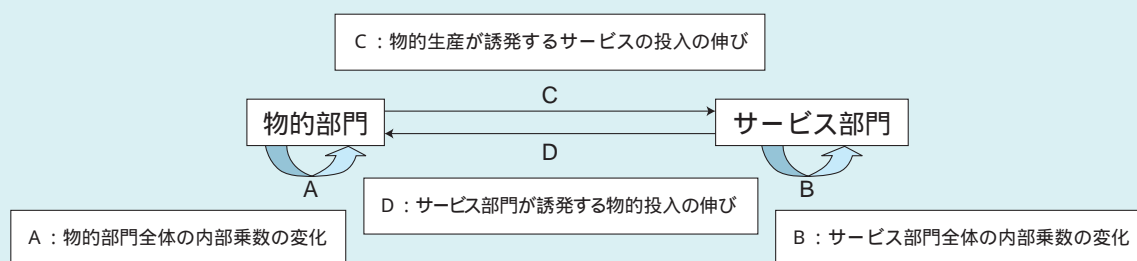 C：物的生産が誘発するサービスの投入の伸び
C
物的部門
サービス部門
D
A
B
D：サービス部門が誘発する物的投入の伸び
A：物的部門全体の内部乗数の変化
B：サービス部門全体の内部乗数の変化